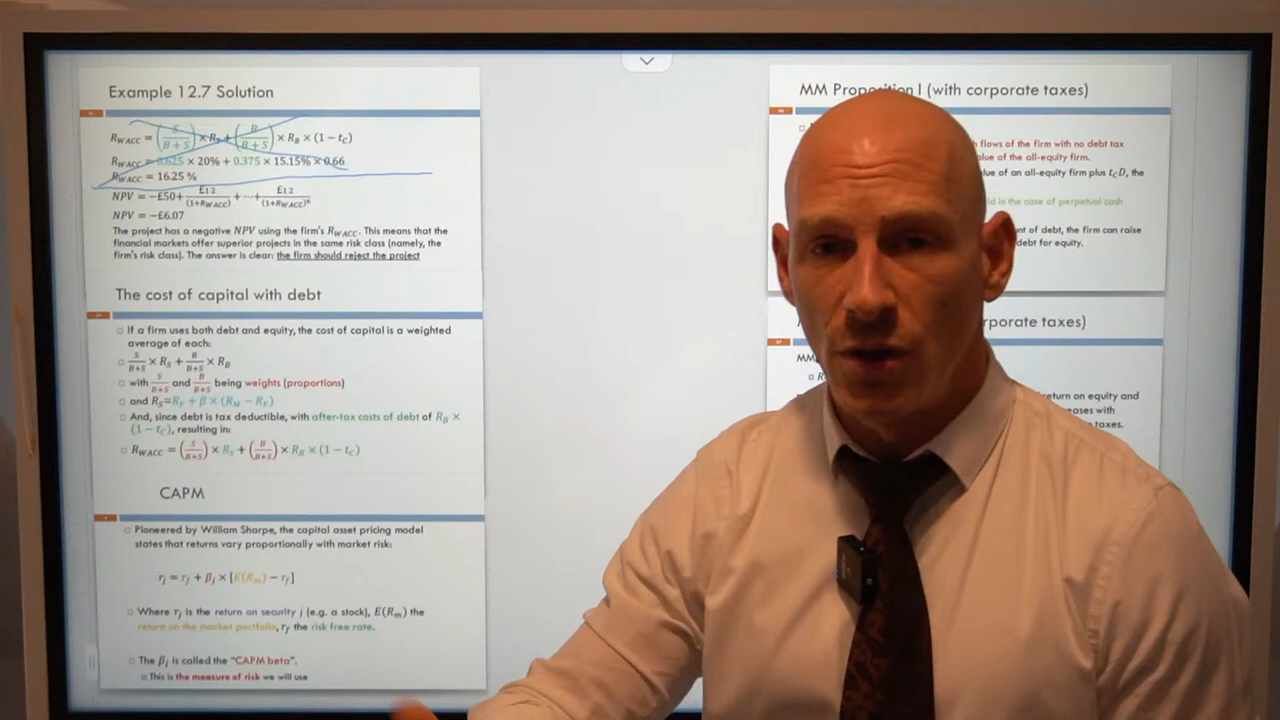 Example 12.7 Solution
R_WACC = (S/(B+S)) × R_S + (B/(B+S)) × R_B × (1 − t_C)
R_WACC = 0.625 × 20% + 0.375 × 15.15% × 0.66
R_WACC = 16.25 %
NPV = −£50 + £12/(1+R_WACC) + ⋯ + £12/(1+R_WACC)^6
NPV = −£6.07
The project has a negative NPV using the firm's R_WACC. This means that the
financial markets offer superior projects in the same risk class (namely, the
firm's risk class). The answer is clear: the firm should reject the project
The cost of capital with debt
If a firm uses both debt and equity, the cost of capital is a weighted
average of each:
S/(B+S) × R_S + B/(B+S) × R_B
with S/(B+S) and B/(B+S) being weights (proportions)
and R_S=R_F + β × (R_M − R_F)
And, since debt is tax deductible, with after-tax costs of debt of R_B ×
(1 − t_C), resulting in:
R_WACC = (S/(B+S)) × R_S + (B/(B+S)) × R_B × (1 − t_C)
CAPM
Pioneered by William Sharpe, the capital asset pricing model
states that returns vary proportionally with market risk:
r_j = r_f + β_j × [E(R_m) − r_f]
Where r_j is the return on security j (e.g. a stock), E(R_m) the
return on the market portfolio, r_f the risk free rate.
The β_j is called the "CAPM beta".
This is the measure of risk we will use
MM Proposition I (with corporate taxes)
flows of the firm with no debt tax
of the all-equity firm.
of an all-equity firm plus t_C D, the
is the case of perpetual cash
of debt, the firm can raise
debt for equity.
corporate taxes)
MM
return on equity and
with
taxes.